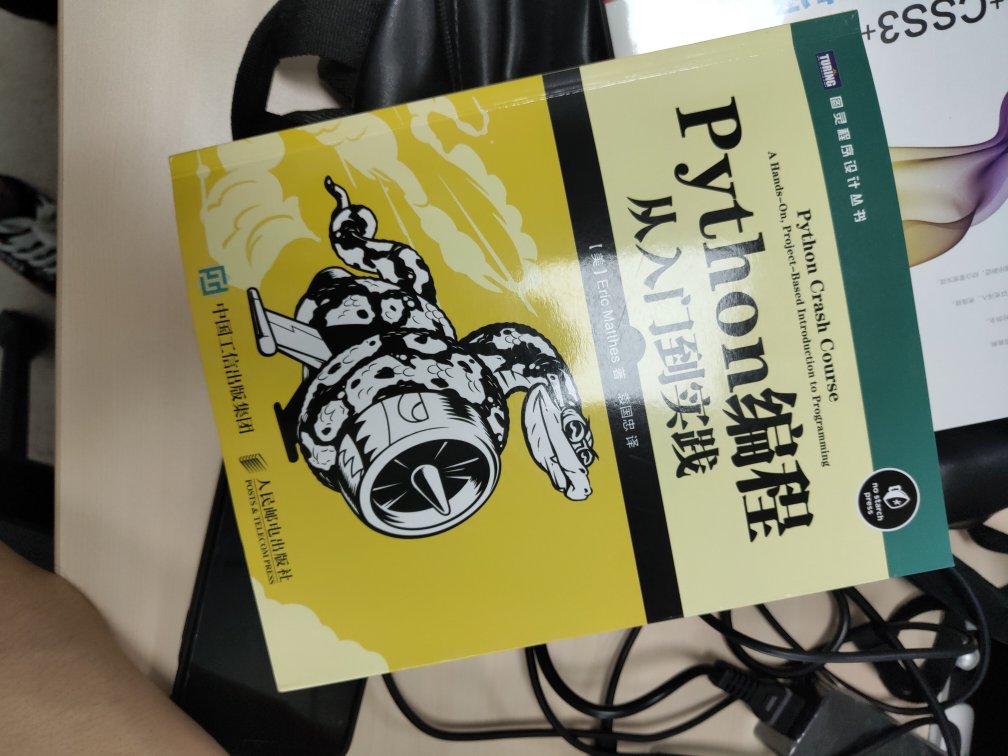 TURING
图灵程序设计丛书
Python Crash Course
A Hands-On, Project-Based Introduction to Programming
Python编程
从入门到实践
[美] Eric Matthes 著
袁国忠 译
no starch
press
中国工信出版集团
人民邮电出版社
POSTS & TELECOM PRESS
+CSS3+